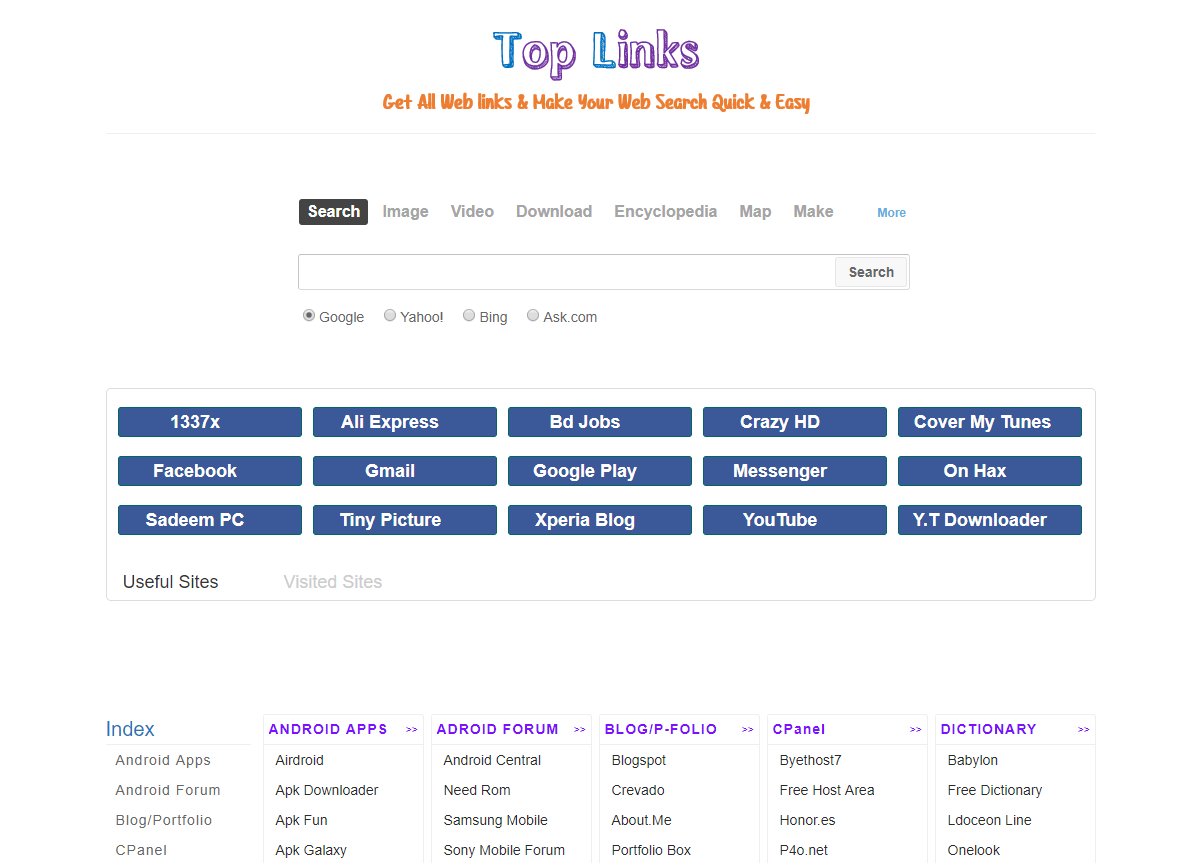 Top Links
Get All Web links & Make Your Web Search Quick & Easy
Search Image Video Download Encyclopedia Map Make More
Search
Google Yahoo! Bing Ask.com
1337x Ali Express Bd Jobs Crazy HD Cover My Tunes
Facebook Gmail Google Play Messenger On Hax
Sadeem PC Tiny Picture Xperia Blog YouTube Y.T Downloader
Useful Sites Visited Sites
Index ANDROID APPS >> ADROID FORUM >> BLOG/P-FOLIO >> CPanel >> DICTIONARY >>
Android Apps Airdroid Android Central Blogspot Byethost7 Babylon
Android Forum Apk Downloader Need Rom Crevado Free Host Area Free Dictionary
Blog/Portfolio Apk Fun Samsung Mobile About.Me Honor.es Ldoceon Line
CPanel Apk Galaxy Sony Mobile Forum Portfolio Box P4o.net Onelook